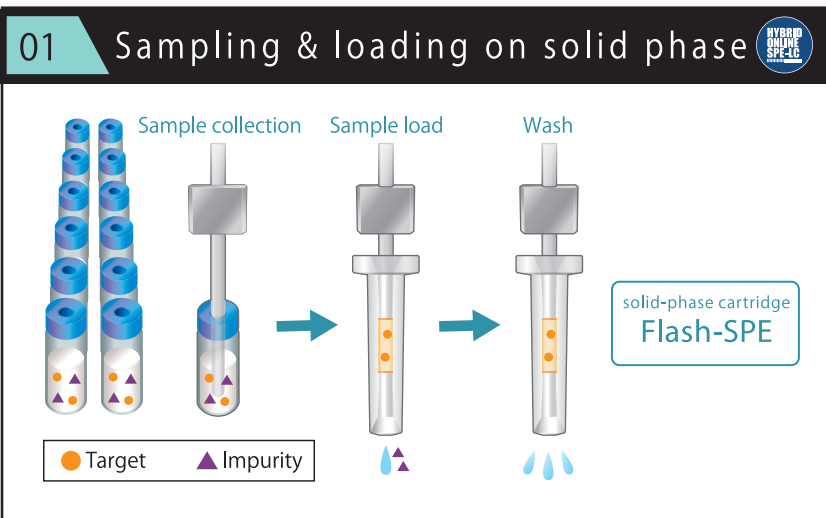 01
Sampling & loading on solid phase
HYBRID
ONLINE
SPE-LC
Sample collection
Sample load
Wash
solid-phase cartridge
Flash-SPE
Target
Impurity